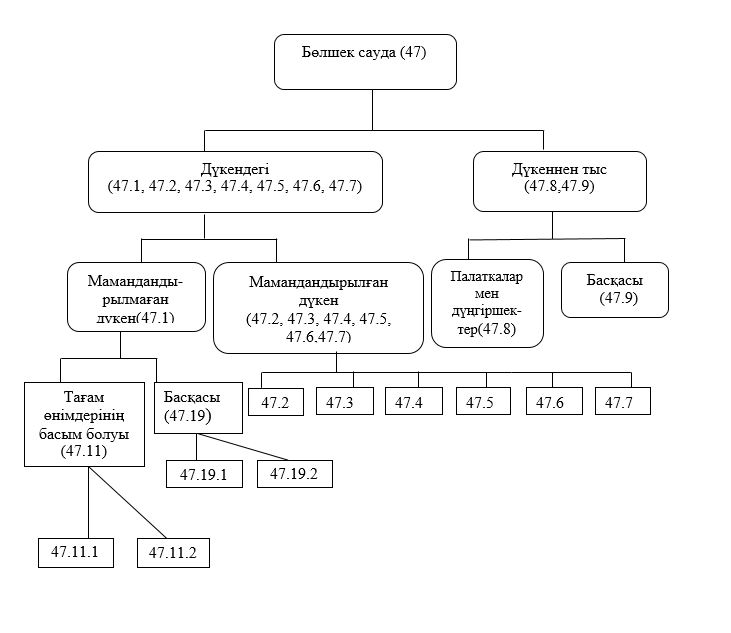 Бөлшек сауда (47)
Дүкендегі
(47.1, 47.2, 47.3, 47.4, 47.5, 47.6, 47.7)
Дүкеннен тыс
(47.8,47.9)
Маманданды-
рылмаған
дүкен(47.1)
Мамандандырылған
дүкен
(47.2, 47.3, 47.4, 47.5,
47.6,47.7)
Палаткалар
мен
дүңгіршек-
тер(47.8)
Басқасы
(47.9)
Тағам
өнімдерінің
басым болуы
(47.11)
Басқасы
(47.19)
47.2
47.3
47.4
47.5
47.6
47.7
47.19.1
47.19.2
47.11.1
47.11.2